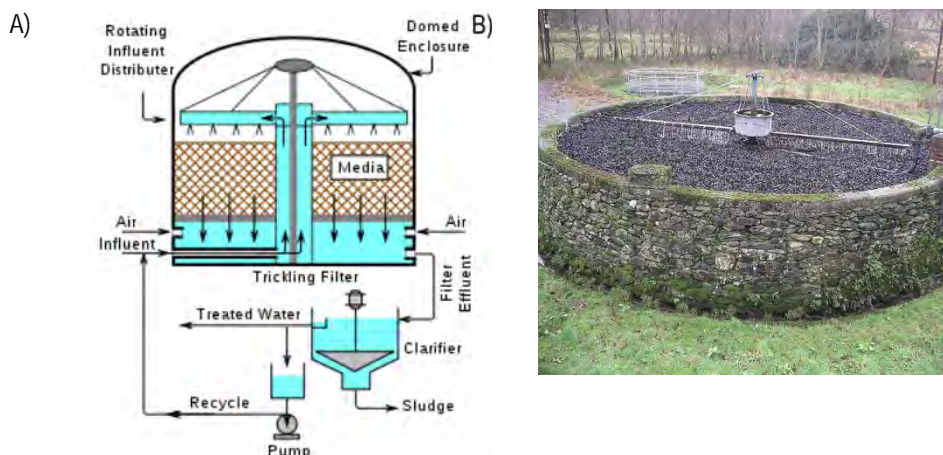 A)
Rotating
Influent
Distributer
Domed
Enclosure
B)
Media
Air
Air
Influent
Trickling Filter
Filter
Effluent
Treated Water
Clarifier
Recycle
Sludge
Pump